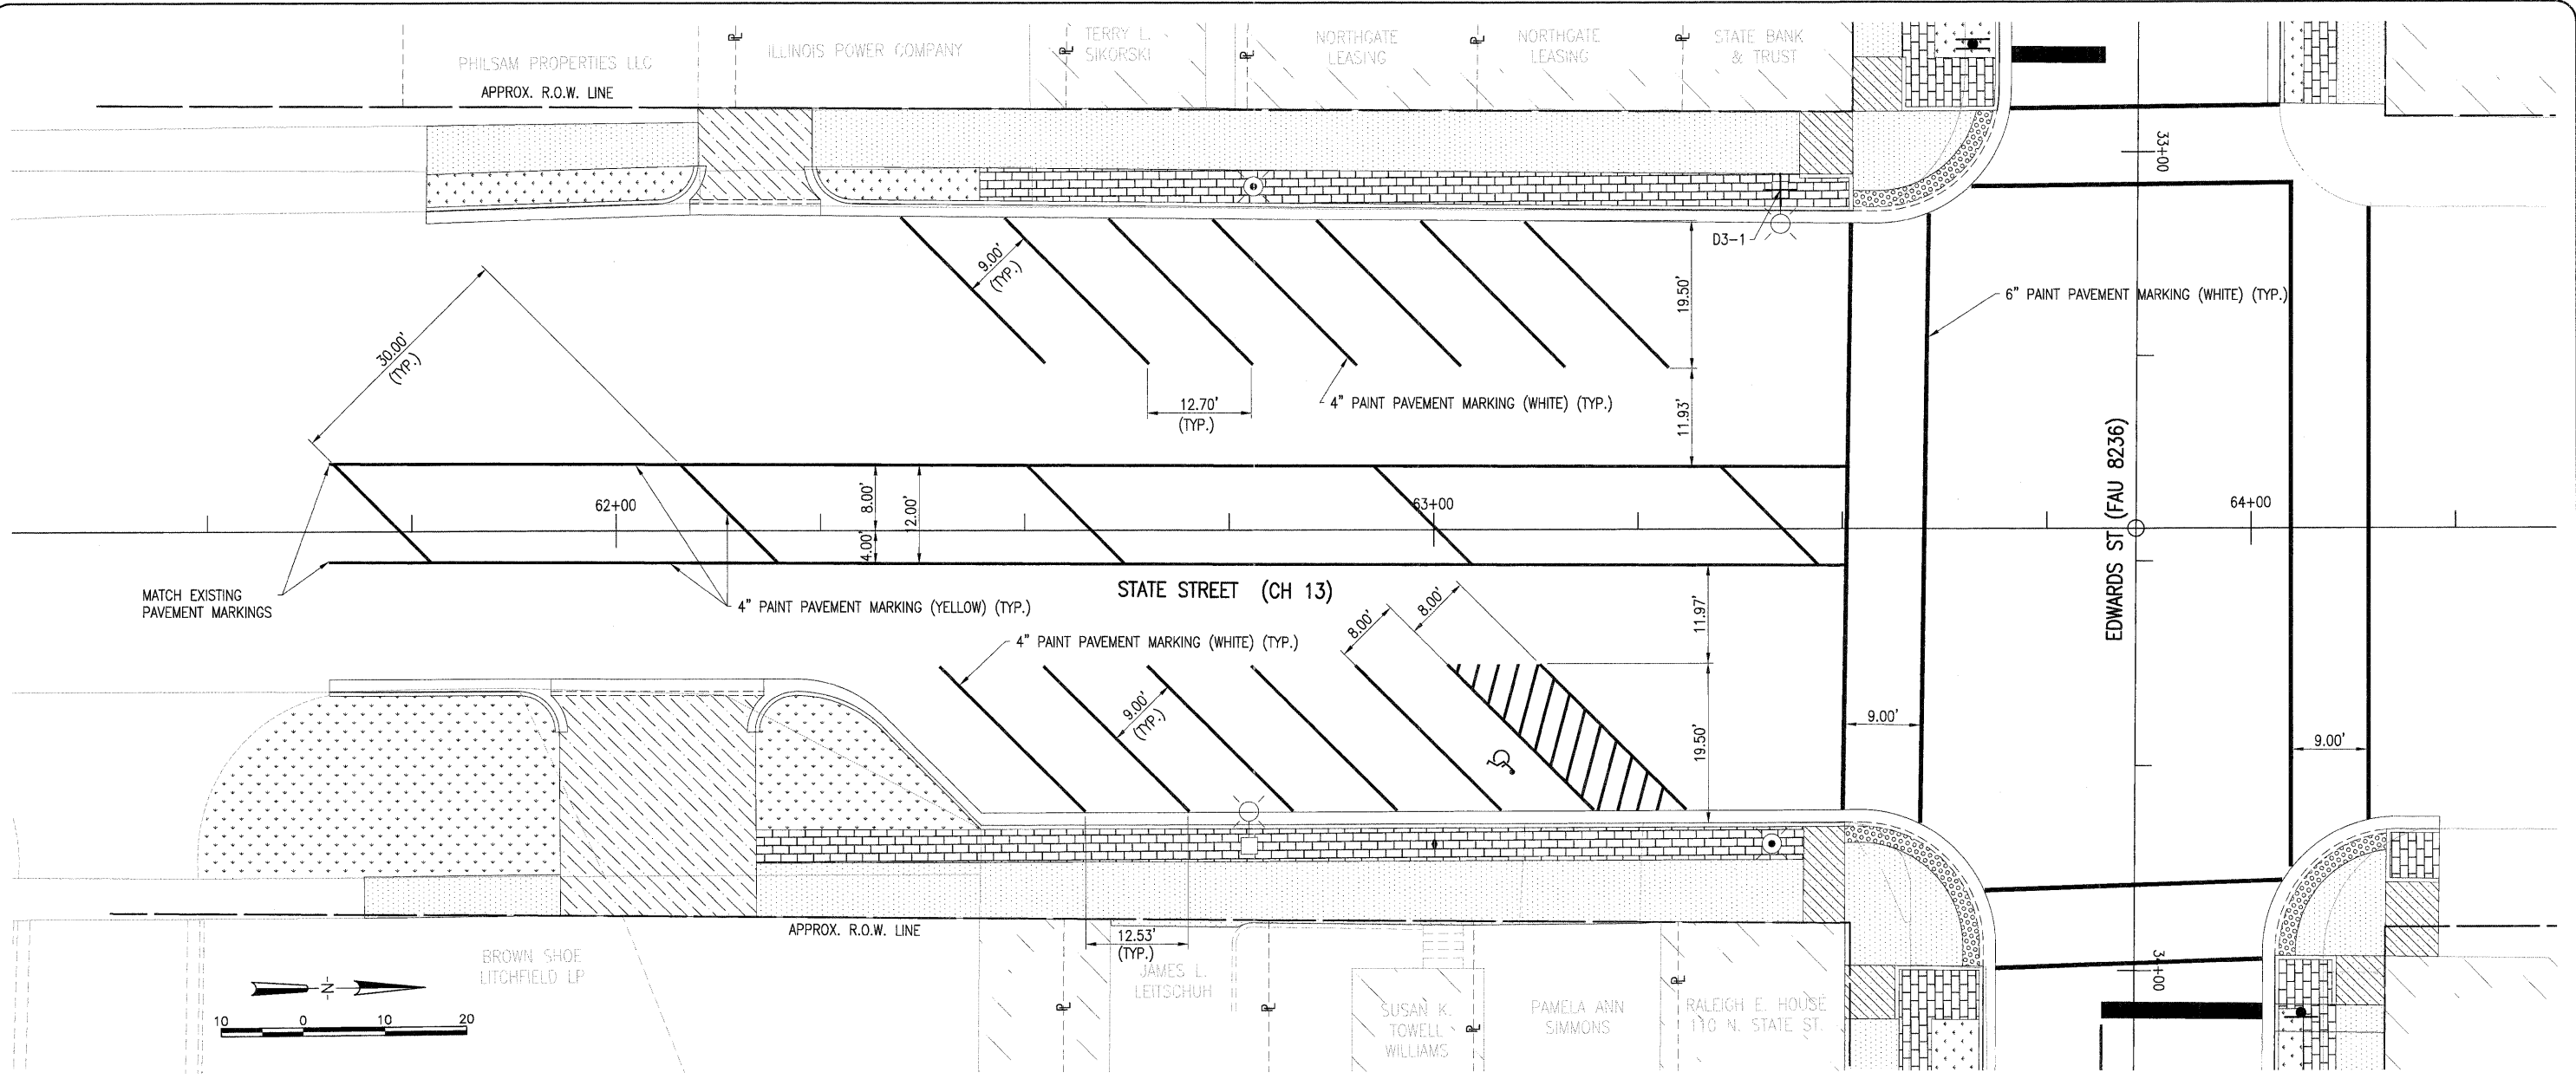 PHILSAM PROPERTIES LLC
ILLINOIS POWER COMPANY
TERRY L.
SIKORSKI
NORTHGATE
LEASING
NORTHGATE
LEASING
STATE BANK
& TRUST
APPROX. R.O.W. LINE
33+00
D3-1
9.00'
(TYP.)
19.50'
6" PAINT PAVEMENT MARKING (WHITE) (TYP.)
30.00'
(TYP.)
12.70'
(TYP.)
4" PAINT PAVEMENT MARKING (WHITE) (TYP.)
11.93'
62+00
8.00'
12.00'
4.00'
63+00
EDWARDS ST (FAU 8236)
64+00
MATCH EXISTING
PAVEMENT MARKINGS
4" PAINT PAVEMENT MARKING (YELLOW) (TYP.)
STATE STREET (CH 13)
4" PAINT PAVEMENT MARKING (WHITE) (TYP.)
8.00'
8.00'
11.97'
9.00'
(TYP.)
19.50'
9.00'
9.00'
APPROX. R.O.W. LINE
12.53'
(TYP.)
34+00
BROWN SHOE
LITCHFIELD LP
JAMES L.
LEITSCHUH
SUSAN K.
TOWELL
WILLIAMS
PAMELA ANN
SIMMONS
RALEIGH E. HOUSE
110 N. STATE ST.
N
10 0 10 20